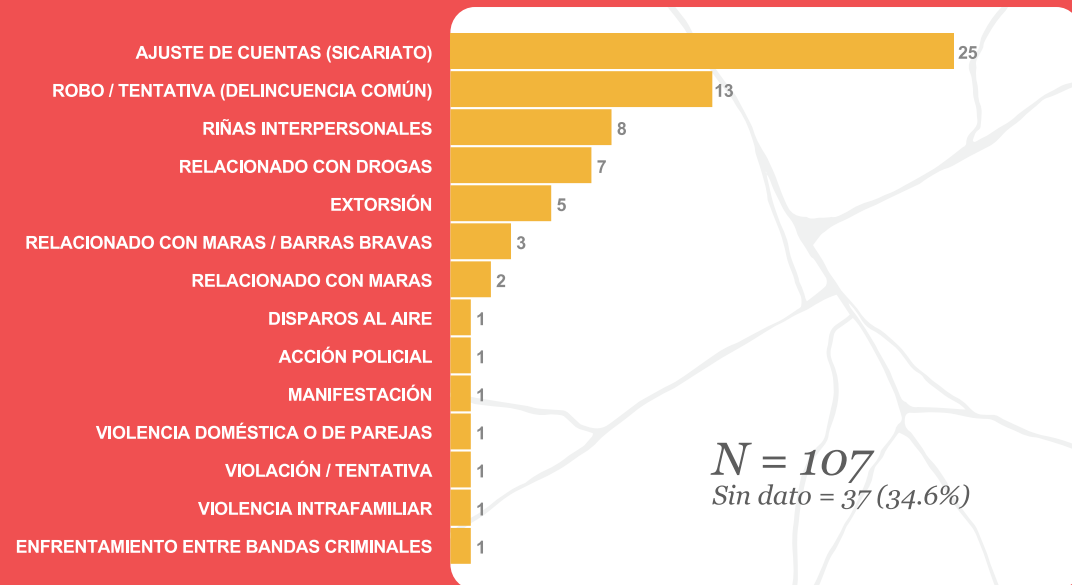 AJUSTE DE CUENTAS (SICARIATO) 25
ROBO / TENTATIVA (DELINCUENCIA COMÚN) 13
RIÑAS INTERPERSONALES 8
RELACIONADO CON DROGAS 7
EXTORSIÓN 5
RELACIONADO CON MARAS / BARRAS BRAVAS 3
RELACIONADO CON MARAS 2
DISPAROS AL AIRE 1
ACCIÓN POLICIAL 1
MANIFESTACIÓN 1
VIOLENCIA DOMÉSTICA O DE PAREJAS 1
VIOLACIÓN / TENTATIVA 1
VIOLENCIA INTRAFAMILIAR 1
ENFRENTAMIENTO ENTRE BANDAS CRIMINALES 1
N = 107
Sin dato = 37 (34.6%)